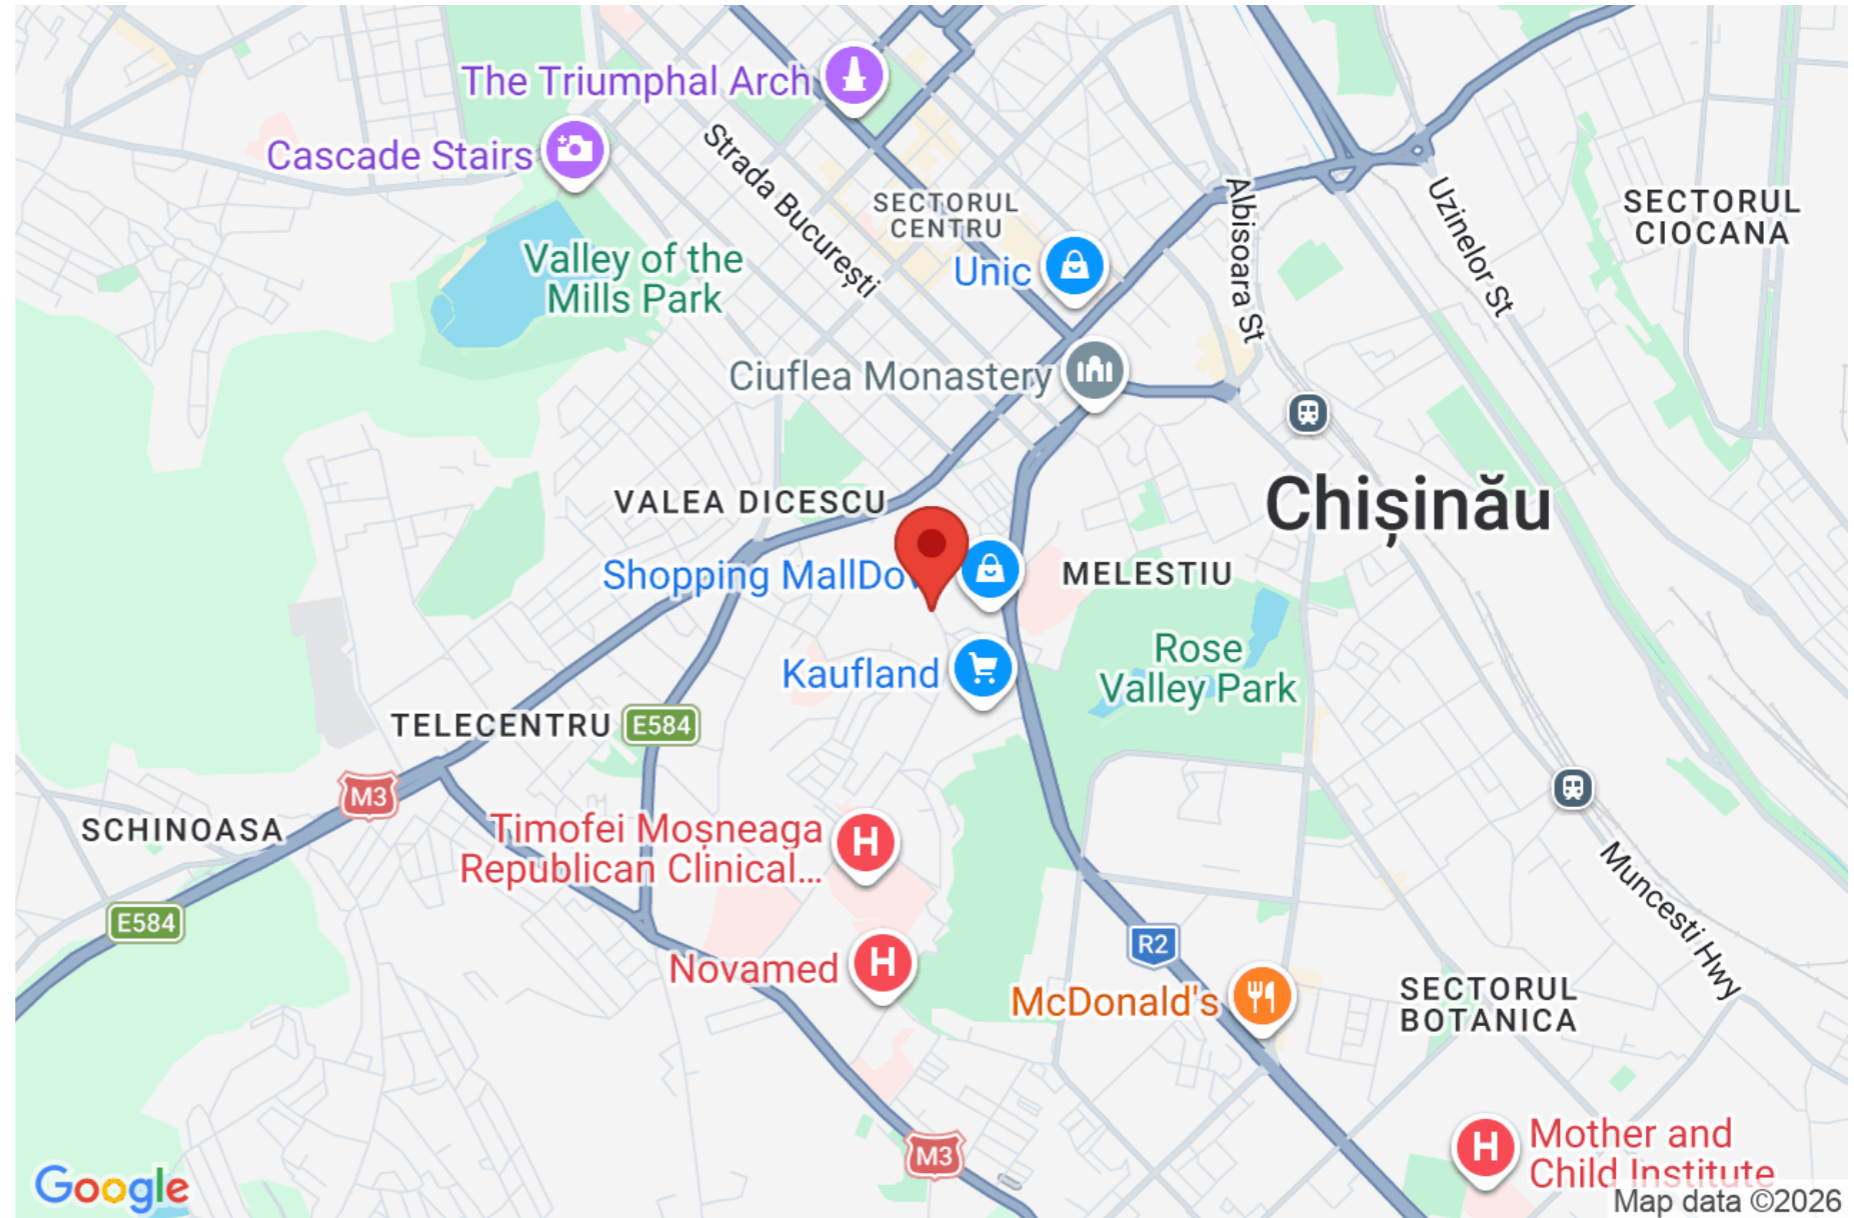 The Triumphal Arch
Cascade Stairs
Strada București
SECTORUL
CENTRU
Albisoara St
Uzinelor St
SECTORUL
CIOCANA
Valley of the
Mills Park
Unic
Ciuflea Monastery
VALEA DICESCU
Chișinău
Shopping MallDov
MELESTIU
Rose
Valley Park
Kaufland
TELECENTRU
E584
M3
SCHINOASA
Timofei Moșneaga
Republican Clinical...
E584
R2
Muncesti Hwy
Novamed
McDonald's
SECTORUL
BOTANICA
M3
Mother and
Child Institute
Google
Map data ©2026